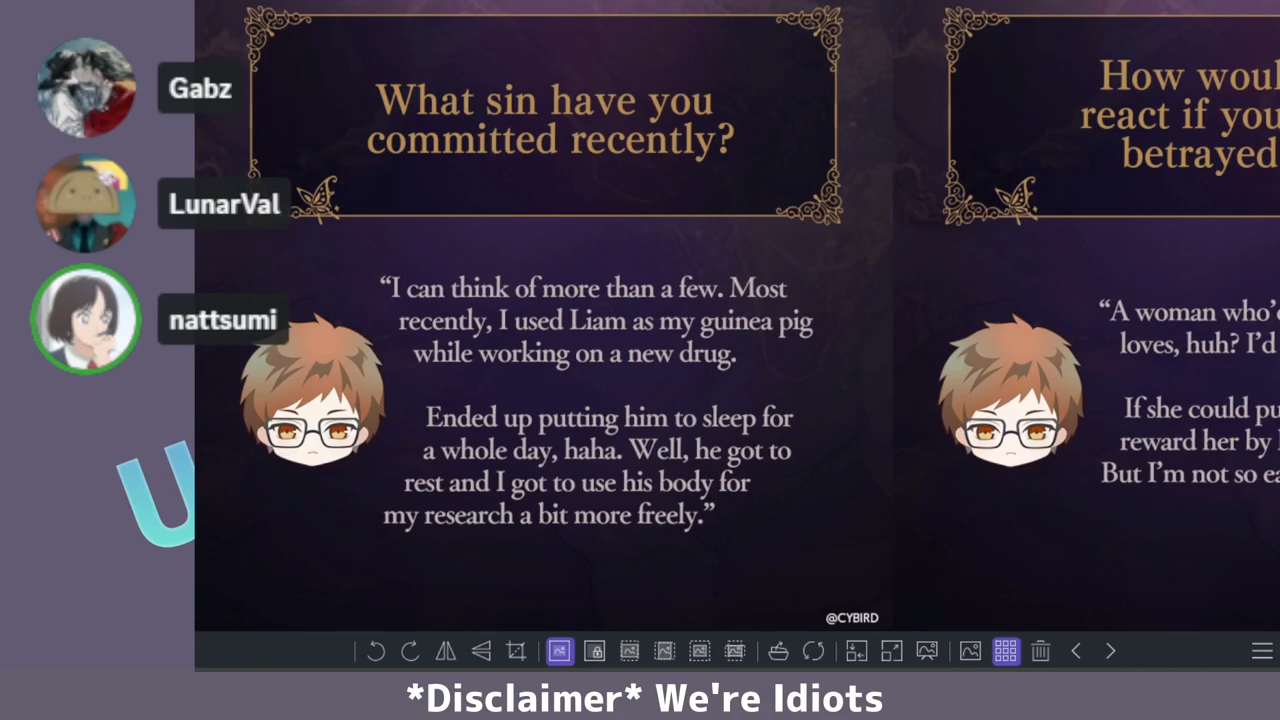 Gabz
LunarVal
nattsumi
U
What sin have you
committed recently?
“I can think of more than a few. Most
recently, I used Liam as my guinea pig
while working on a new drug.
Ended up putting him to sleep for
a whole day, haha. Well, he got to
rest and I got to use his body for
my research a bit more freely.”
@CYBIRD
How
react if you
betrayed
“A woman
loves, huh? I’d
If she could
reward her by
But I’m not so
*Disclaimer* We're Idiots